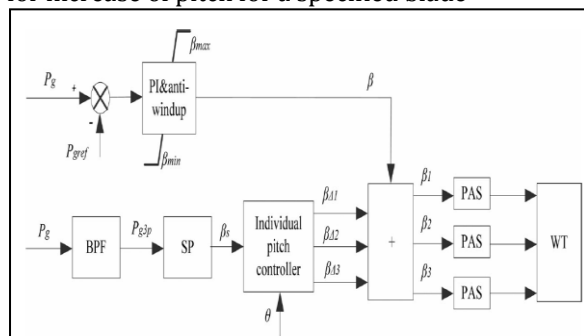 for increase of pitch for a specified blade
βmax
Pg
+
PI&anti-
windup
β
-
Pgref
βmin
β1
PAS
βΔ1
Individual
pitch
controller
β2
Pg
BPF
Pg3p
SP
βs
βΔ2
+
PAS
WT
βΔ3
β3
PAS
θ